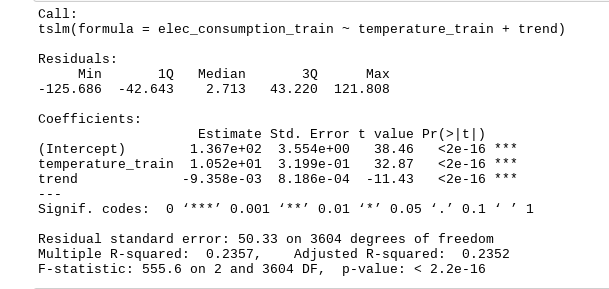 Call:
tslm(formula = elec_consumption_train ~ temperature_train + trend)
Residuals:
Min 1Q Median 3Q Max
-125.686 -42.643 2.713 43.220 121.808
Coefficients:
Estimate Std. Error t value Pr(>|t|)
(Intercept) 1.367e+02 3.554e+00 38.46 <2e-16 ***
temperature_train 1.052e+01 3.199e-01 32.87 <2e-16 ***
trend -9.358e-03 8.186e-04 -11.43 <2e-16 ***
---
Signif. codes: 0 ‘***’ 0.001 ‘**’ 0.01 ‘*’ 0.05 ‘.’ 0.1 ‘ ’ 1
Residual standard error: 50.33 on 3604 degrees of freedom
Multiple R-squared: 0.2357, Adjusted R-squared: 0.2352
F-statistic: 555.6 on 2 and 3604 DF, p-value: < 2.2e-16